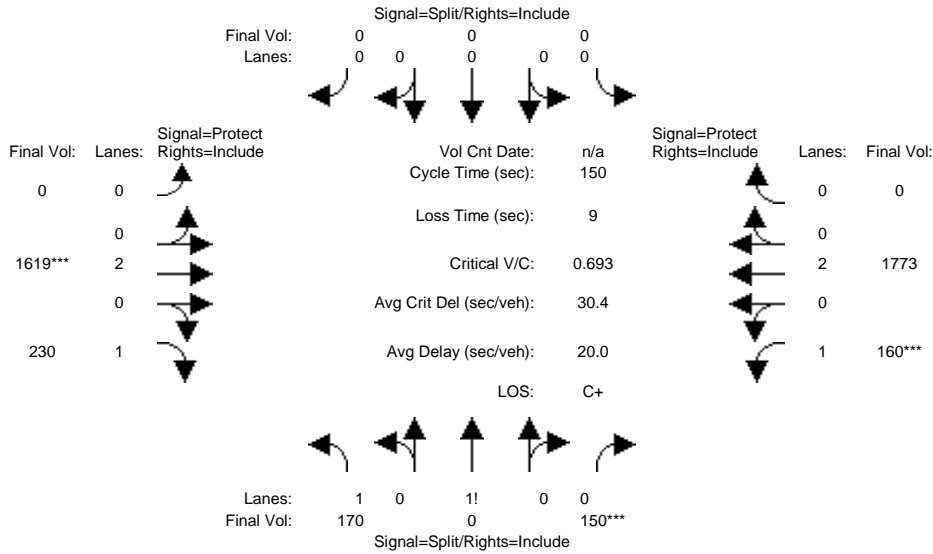 Signal=Split/Rights=Include
Final Vol: 0 0 0
Lanes: 0 0 0 0 0
Signal=Protect Signal=Protect
Final Vol: Lanes: Rights=Include Vol Cnt Date: n/a Rights=Include Lanes: Final Vol:
Cycle Time (sec): 150
0 0 0 0
Loss Time (sec): 9
0 0
1619*** 2 Critical V/C: 0.693 2 1773
0 Avg Crit Del (sec/veh): 30.4 0
230 1 Avg Delay (sec/veh): 20.0 1 160***
LOS: C+
Lanes: 1 0 1! 0 0
Final Vol: 170 0 150***
Signal=Split/Rights=Include